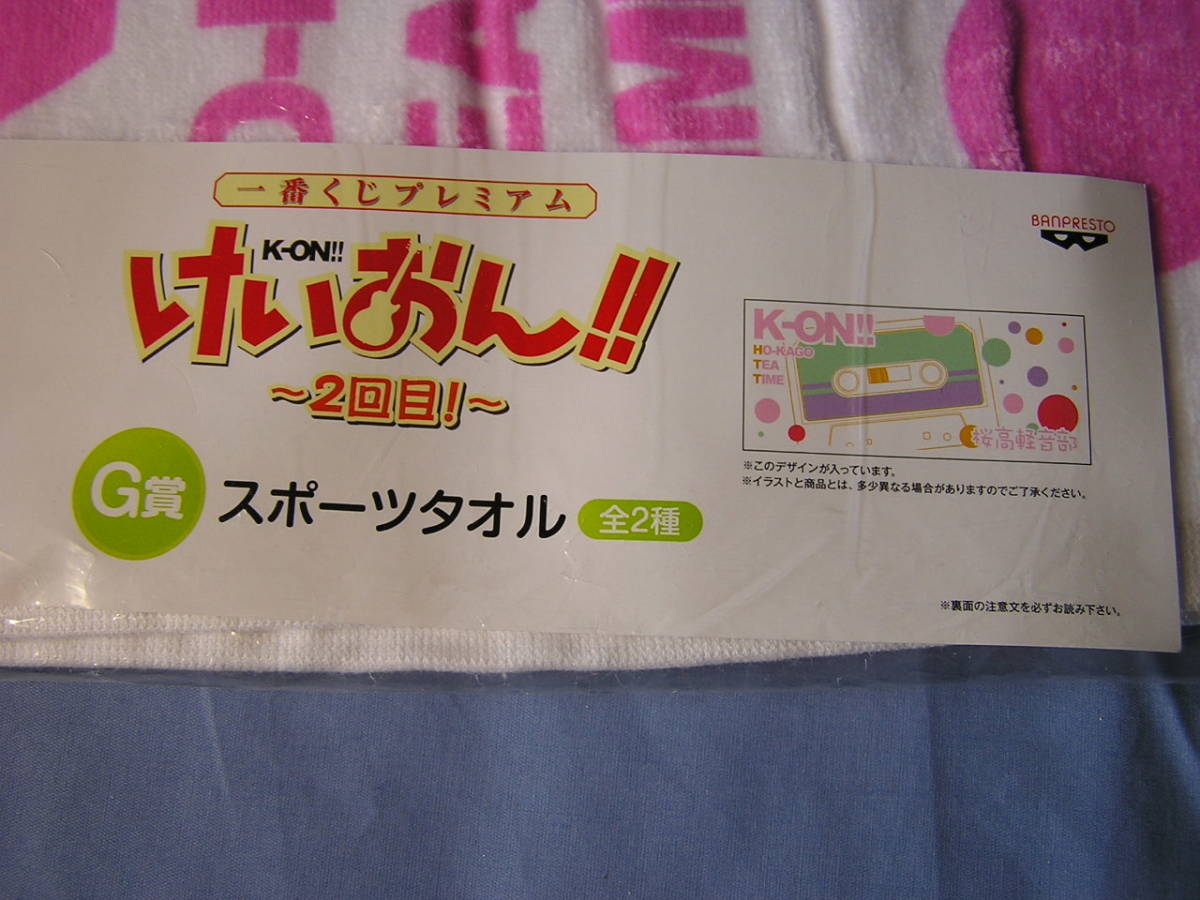 一番くじプレミアム
K-ON!!
けいおん!!
～2回目!～
G賞 スポーツタオル 全2種
BANPRESTO
K-ON!!
HO-KAGO
TEA
TIME
桜高軽音部
※このデザインが入っています。
※イラストと商品とは、多少異なる場合がありますのでご了承ください。
※裏面の注意文を必ずお読み下さい。